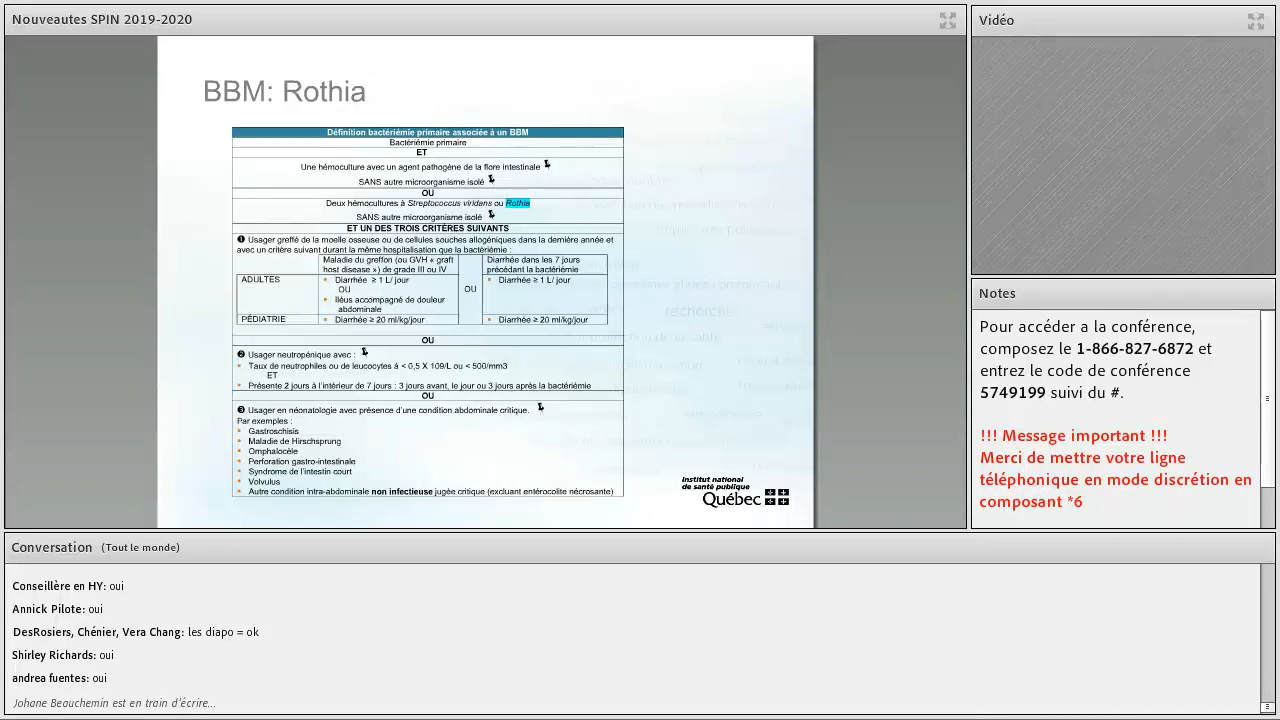 Nouveautes SPIN 2019-2020
BBM: Rothia
Définition bactériémie primaire associée à un BBM
Bactériémie primaire
ET
Une hémoculture avec un agent pathogène de la flore intestinale
SANS autre microorganisme isolé
OU
Deux hémocultures à Streptococcus viridans ou Rothia
SANS autre microorganisme isolé
ET UN DES TROIS CRITÈRES SUIVANTS
❶ Usager greffé de la moelle osseuse ou de cellules souches allogéniques dans la dernière année et
avec un critère suivant durant la même hospitalisation que la bactériémie :
Maladie du greffon (ou GVH « graft
host disease ») de grade III ou IV
OU
Diarrhée dans les 7 jours
précédant la bactériémie
ADULTES
Diarrhée ≥ 1 L/ jour
OU
Iléus accompagné de douleur
abdominale
Diarrhée ≥ 1 L/ jour
PÉDIATRIE
Diarrhée ≥ 20 ml/kg/jour
Diarrhée ≥ 20 ml/kg/jour
OU
❷ Usager neutropénique avec :
Taux de neutrophiles ou de leucocytes à < 0,5 X 109/L ou < 500/mm3
ET
Présente 2 jours à l'intérieur de 7 jours : 3 jours avant, le jour ou 3 jours après la bactériémie
OU
❸ Usager en néonatologie avec présence d'une condition abdominale critique.
Par exemples :
Gastroschisis
Maladie de Hirschsprung
Omphalocèle
Perforation gastro-intestinale
Syndrome de l'intestin court
Volvulus
Autre condition intra-abdominale non infectieuse jugée critique (excluant entérocolite nécrosante)
recherche
Institut national
de santé publique
Québec
Vidéo
Notes
Pour accéder a la conférence,
composez le 1-866-827-6872 et
entrez le code de conférence
5749199 suivi du #.
!!! Message important !!!
Merci de mettre votre ligne
téléphonique en mode discrétion en
composant *6
Conversation (Tout le monde)
Conseillère en HY: oui
Annick Pilote: oui
DesRosiers, Chénier, Vera Chang: les diapo = ok
Shirley Richards: oui
andrea fuentes: oui
Johane Beauchemin est en train d'écrire...